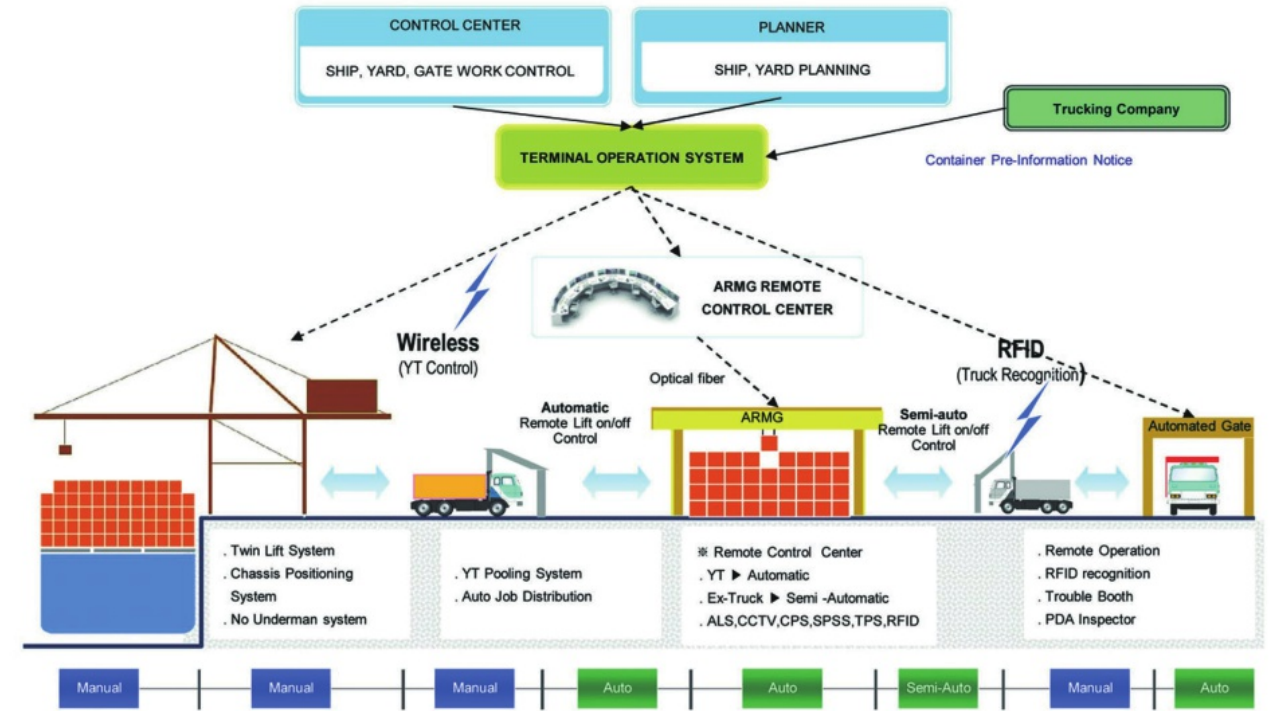 CONTROL CENTER
SHIP, YARD, GATE WORK CONTROL
PLANNER
SHIP, YARD PLANNING
Trucking Company
TERMINAL OPERATION SYSTEM
Container Pre-Information Notice
ARMG REMOTE
CONTROL CENTER
Wireless
(YT Control)
RFID
(Truck Recognition)
Optical fiber
Automatic
Remote Lift on/off
Control
ARMG
Semi-auto
Remote Lift on/off
Control
Automated Gate
. Twin Lift System
. Chassis Positioning
System
. No Underman system
. YT Pooling System
. Auto Job Distribution
※ Remote Control Center
. YT ▶ Automatic
. Ex-Truck ▶ Semi -Automatic
. ALS,CCTV,CPS,SPSS,TPS,RFID
. Remote Operation
. RFID recognition
. Trouble Booth
. PDA Inspector
Manual
Manual
Manual
Auto
Auto
Semi-Auto
Manual
Auto